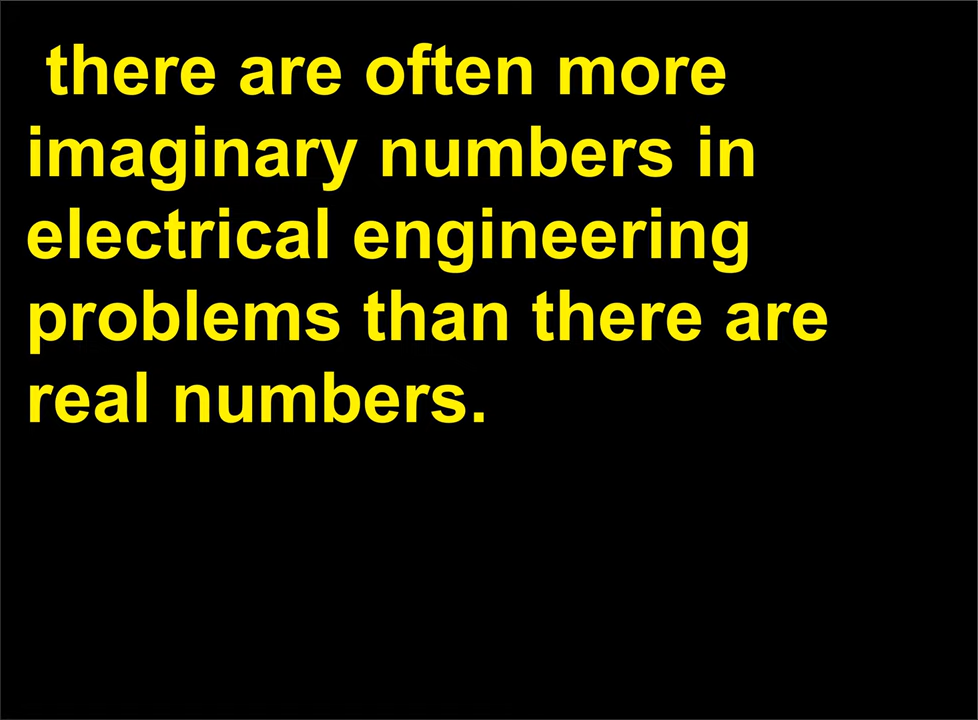 there are often more
imaginary numbers in
electrical engineering
problems than there are
real numbers.